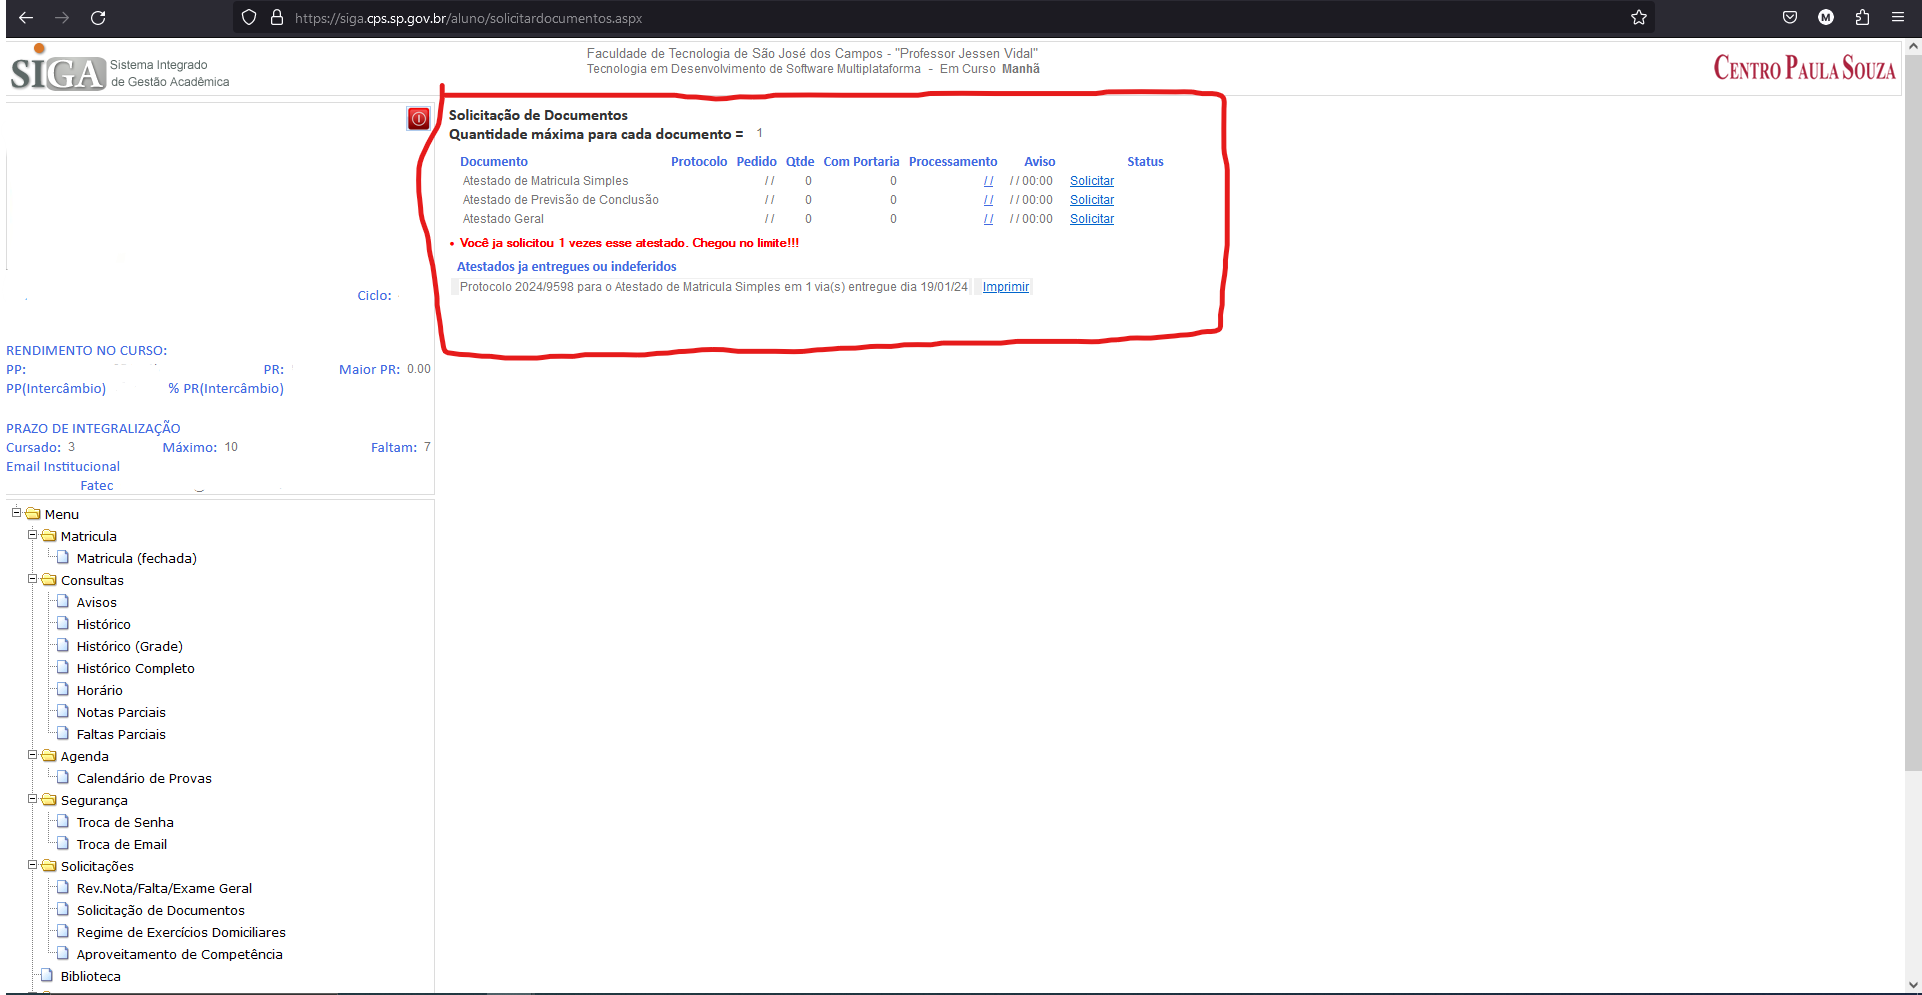 https://siga.cps.sp.gov.br/aluno/solicitardocumentos.aspx
M
SIGA Sistema Integrado de Gestão Acadêmica
Faculdade de Tecnologia de São José dos Campos - "Professor Jessen Vidal"
Tecnologia em Desenvolvimento de Software Multiplataforma - Em Curso Manhã
CENTRO PAULA SOUZA
Ciclo:
RENDIMENTO NO CURSO:
PP: PR: Maior PR: 0.00
PP(Intercâmbio) % PR(Intercâmbio)
PRAZO DE INTEGRALIZAÇÃO
Cursado: 3 Máximo: 10 Faltam: 7
Email Institucional
Fatec
Menu
Matricula
Matricula (fechada)
Consultas
Avisos
Histórico
Histórico (Grade)
Histórico Completo
Horário
Notas Parciais
Faltas Parciais
Agenda
Calendário de Provas
Segurança
Troca de Senha
Troca de Email
Solicitações
Rev.Nota/Falta/Exame Geral
Solicitação de Documentos
Regime de Exercícios Domiciliares
Aproveitamento de Competência
Biblioteca
Solicitação de Documentos
Quantidade máxima para cada documento = 1
Documento Protocolo Pedido Qtde Com Portaria Processamento Aviso Status
Atestado de Matricula Simples / / 0 0 / / / / 00:00 Solicitar
Atestado de Previsão de Conclusão / / 0 0 / / / / 00:00 Solicitar
Atestado Geral / / 0 0 / / / / 00:00 Solicitar
• Você ja solicitou 1 vezes esse atestado. Chegou no limite!!!
Atestados ja entregues ou indeferidos
Protocolo 2024/9598 para o Atestado de Matricula Simples em 1 via(s) entregue dia 19/01/24 Imprimir